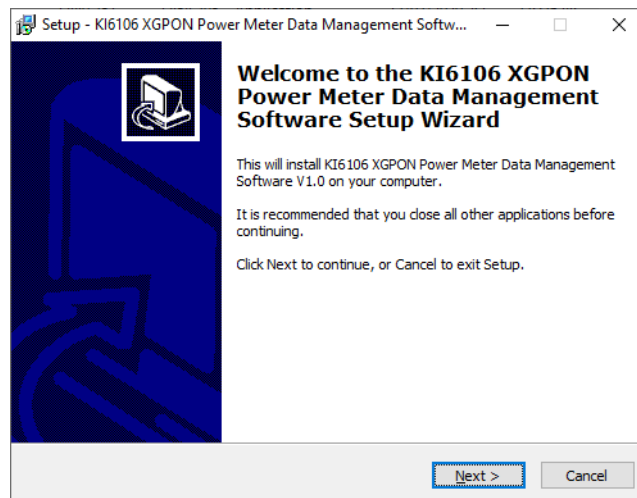 Setup - KI6106 XGPON Power Meter Data Management Softw...
Welcome to the KI6106 XGPON
Power Meter Data Management
Software Setup Wizard
This will install KI6106 XGPON Power Meter Data Management
Software V1.0 on your computer.
It is recommended that you close all other applications before
continuing.
Click Next to continue, or Cancel to exit Setup.
Next >
Cancel